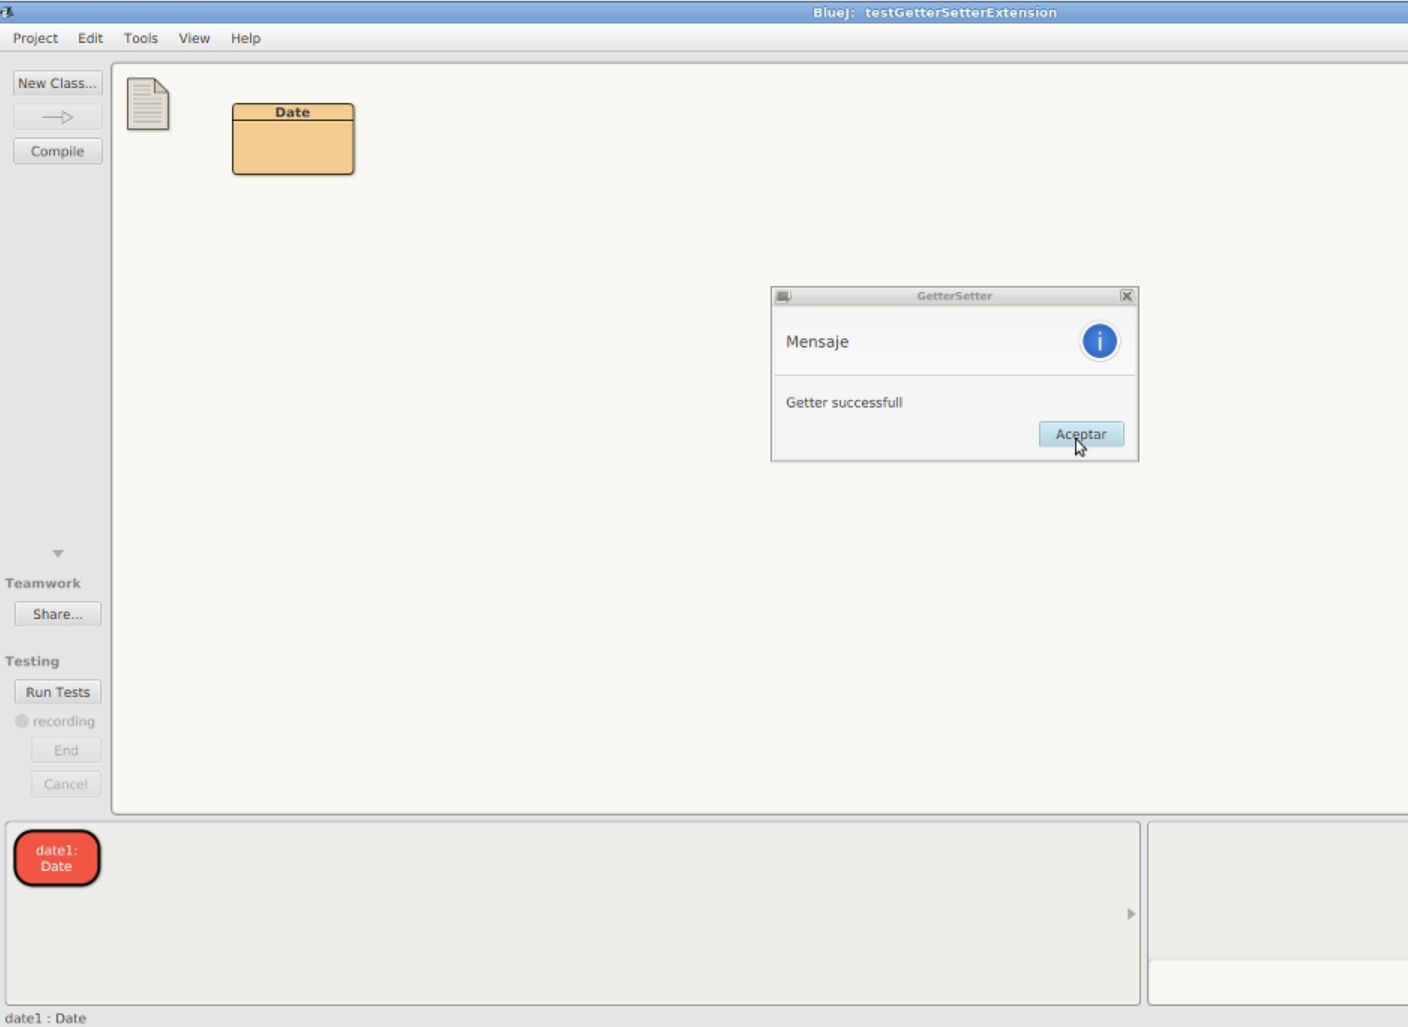 BlueJ: testGetterSetterExtension
Project Edit Tools View Help
New Class...
Compile
Date
GetterSetter
Mensaje
i
Getter successfull
Aceptar
Teamwork
Share...
Testing
Run Tests
recording
End
Cancel
date1:
Date
date1 : Date